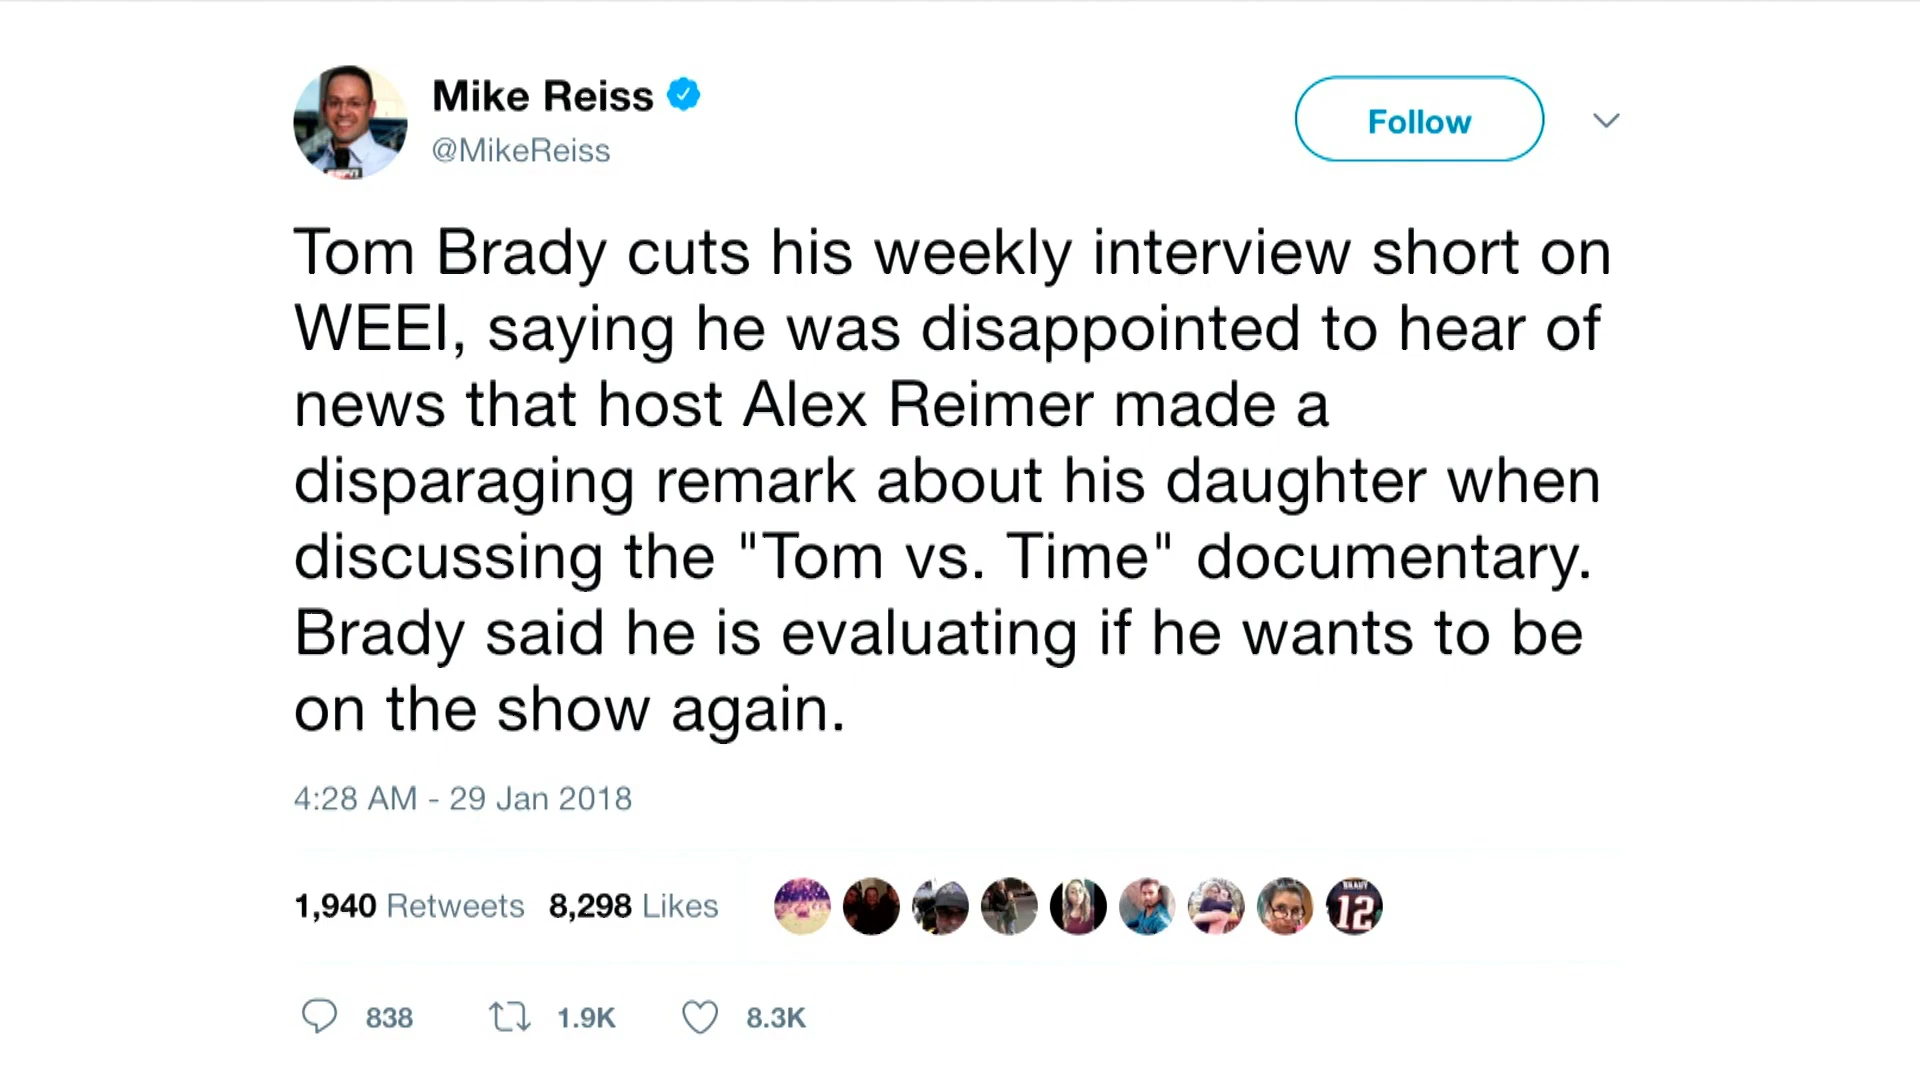 Mike Reiss
@MikeReiss
Follow
Tom Brady cuts his weekly interview short on
WEEI, saying he was disappointed to hear of
news that host Alex Reimer made a
disparaging remark about his daughter when
discussing the "Tom vs. Time" documentary.
Brady said he is evaluating if he wants to be
on the show again.
4:28 AM - 29 Jan 2018
1,940 Retweets 8,298 Likes
BRADY
12
838 1.9K 8.3K